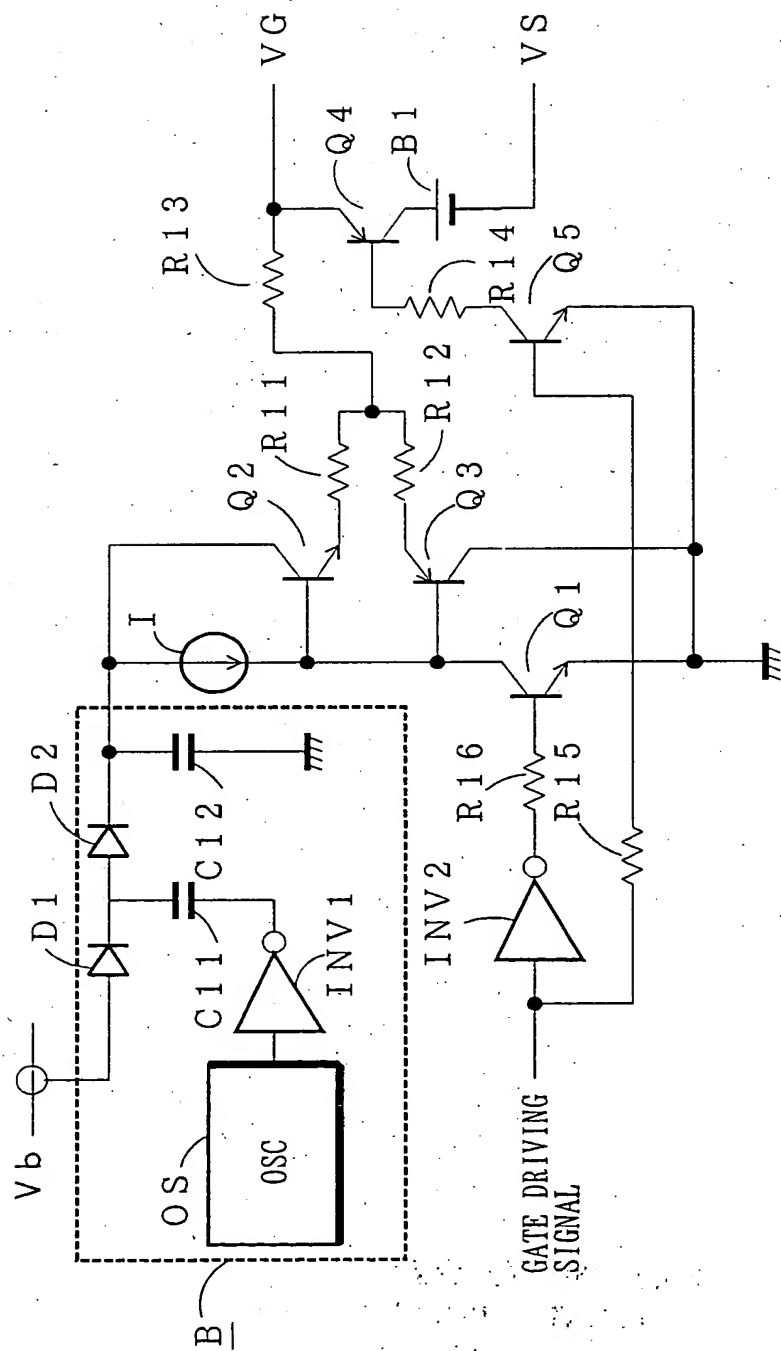 Vb
D1
D2
I
Q2
R11
R13
VG
Q4
B1
VS
C11
C12
INV1
OS
OSC
B
R12
Q3
R14
Q5
Q1
R16
R15
INV2
GATE DRIVING
SIGNAL